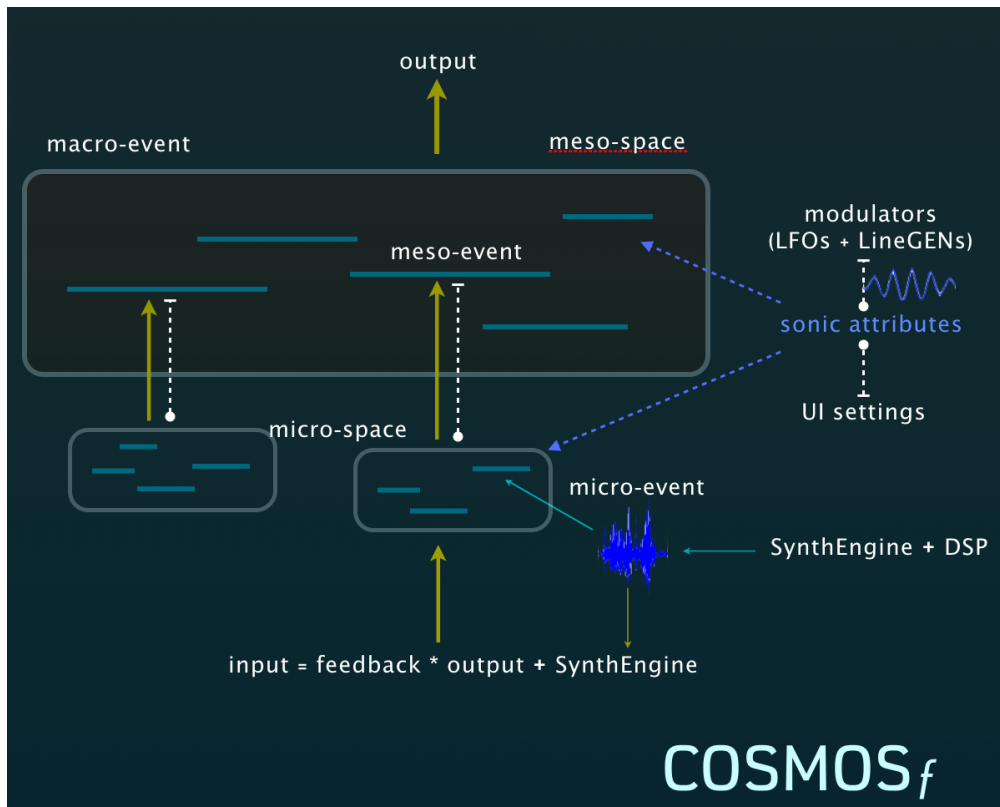 output
macro-event
meso-space
modulators
(LFOs + LineGENs)
meso-event
sonic attributes
UI settings
micro-space
micro-event
SynthEngine + DSP
input = feedback * output + SynthEngine
COSMOSf